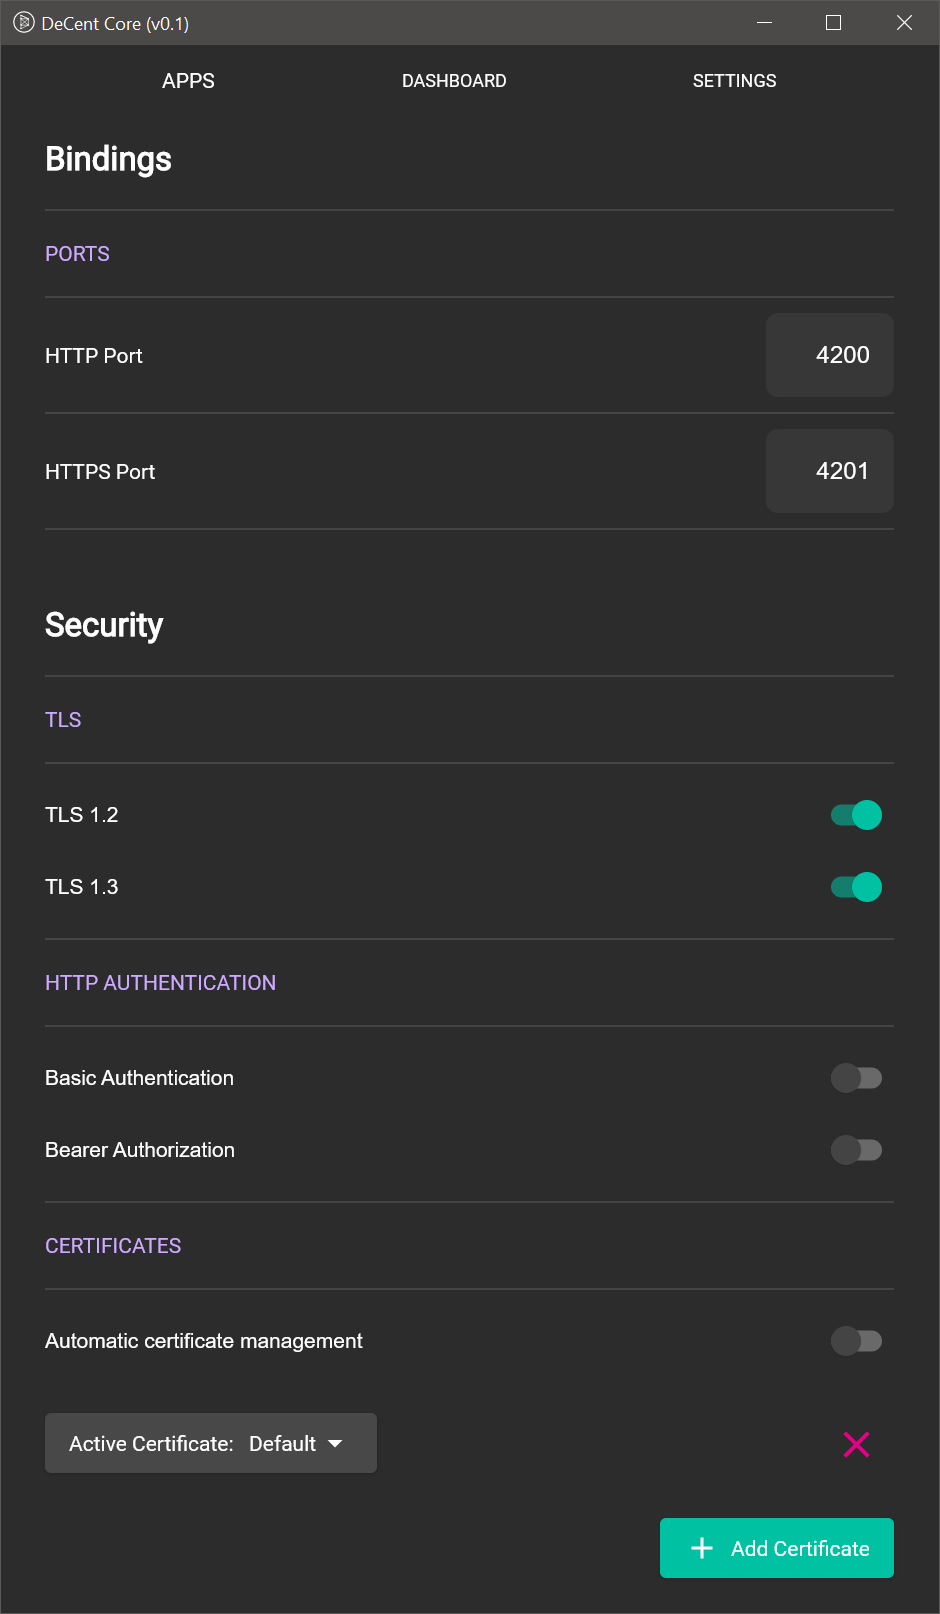 DeCent Core (v0.1)
APPS DASHBOARD SETTINGS
Bindings
PORTS
HTTP Port 4200
HTTPS Port 4201
Security
TLS
TLS 1.2
TLS 1.3
HTTP AUTHENTICATION
Basic Authentication
Bearer Authorization
CERTIFICATES
Automatic certificate management
Active Certificate: Default
Add Certificate